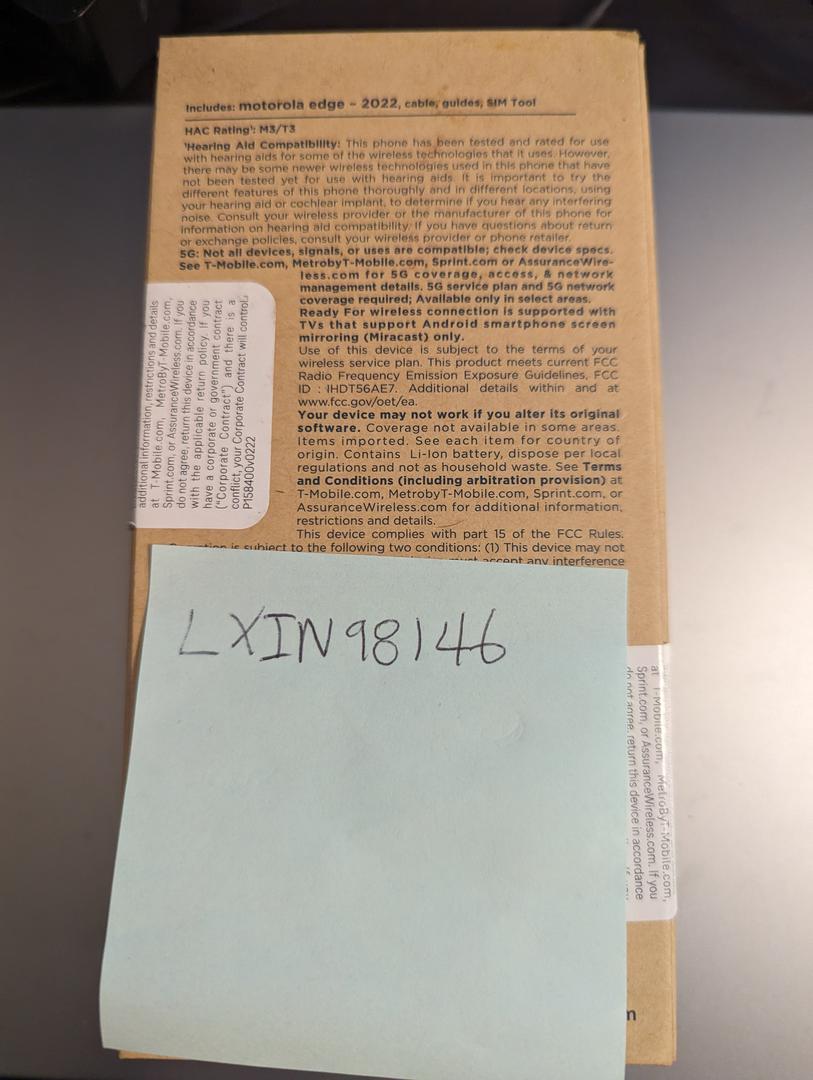 Includes: motorola edge – 2022, cable, guides, SIM Tool
HAC Rating¹: M3/T3
¹Hearing Aid Compatibility: This phone has been tested and rated for use
with hearing aids for some of the wireless technologies that it uses. However,
there may be some newer wireless technologies used in this phone that have
not been tested yet for use with hearing aids. It is important to try the
different features of this phone thoroughly and in different locations, using
your hearing aid or cochlear implant, to determine if you hear any interfering
noise. Consult your wireless provider or the manufacturer of this phone for
information on hearing aid compatibility. If you have questions about return
or exchange policies, consult your wireless provider or phone retailer.
5G: Not all devices, signals, or uses are compatible; check device specs.
See T-Mobile.com, MetrobyT-Mobile.com, Sprint.com or AssuranceWire-
less.com for 5G coverage, access, & network
management details. 5G service plan and 5G network
coverage required; Available only in select areas.
Ready For wireless connection is supported with
TVs that support Android smartphone screen
mirroring (Miracast) only.
Use of this device is subject to the terms of your
wireless service plan. This product meets current FCC
Radio Frequency Emission Exposure Guidelines, FCC
ID : IHDT56AE7. Additional details within and at
www.fcc.gov/oet/ea.
Your device may not work if you alter its original
software. Coverage not available in some areas.
Items imported. See each item for country of
origin. Contains Li-Ion battery, dispose per local
regulations and not as household waste. See Terms
and Conditions (including arbitration provision) at
T-Mobile.com, MetrobyT-Mobile.com, Sprint.com, or
AssuranceWireless.com for additional information,
restrictions and details.
This device complies with part 15 of the FCC Rules.
is subject to the following two conditions: (1) This device may not
accept any interference
additional information, restrictions and details
at T-Mobile.com, MetroByT-Mobile.com,
Sprint.com, or AssuranceWireless.com. If you
do not agree, return this device in accordance
with the applicable return policy. If you
have a corporate or government contract
("Corporate Contract") and there is a
conflict, your Corporate Contract will control.
P15840Ov0222
LXIN98146
at T-Mobile.com, MetroByT-Mobile.com,
Sprint.com, or AssuranceWireless.com. If you
do not agree, return this device in accordance